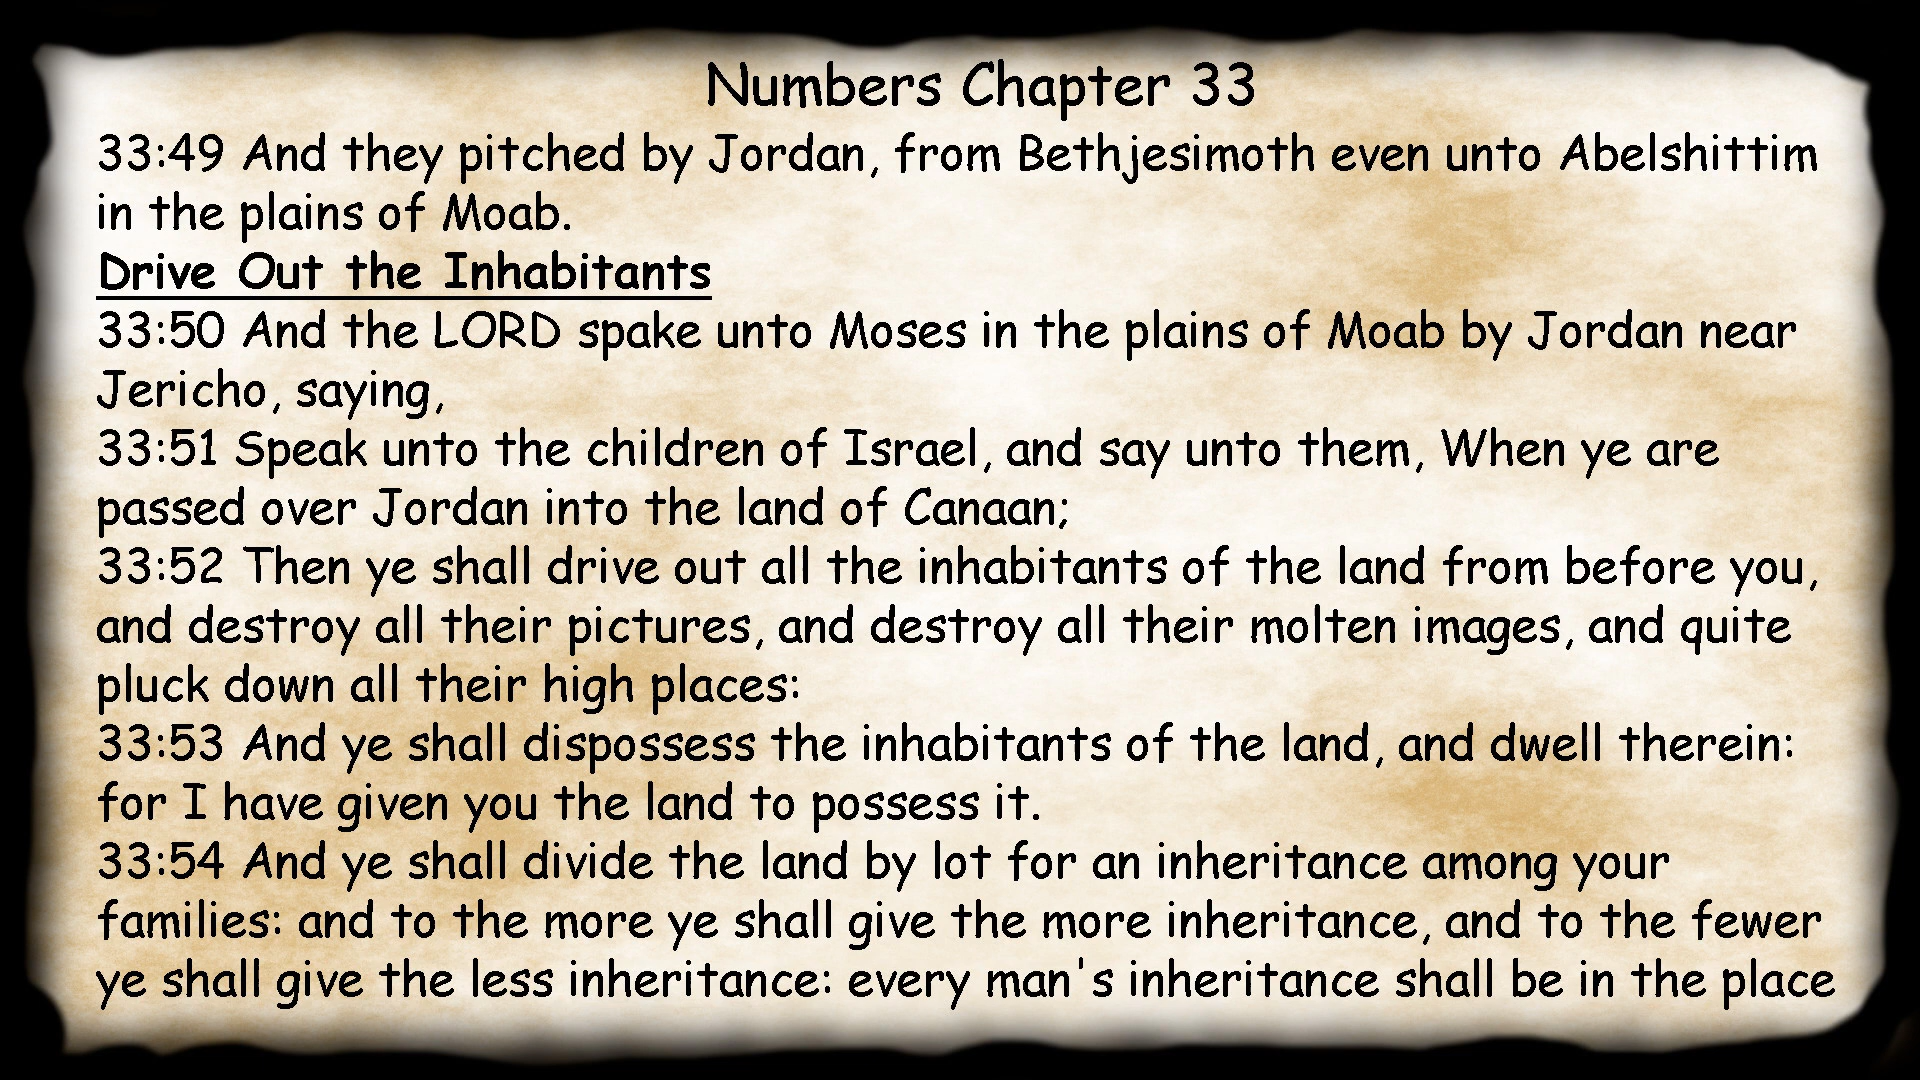 Numbers Chapter 33
33:49 And they pitched by Jordan, from Bethjesimoth even unto Abelshittim
in the plains of Moab.
Drive Out the Inhabitants
33:50 And the LORD spake unto Moses in the plains of Moab by Jordan near
Jericho, saying,
33:51 Speak unto the children of Israel, and say unto them, When ye are
passed over Jordan into the land of Canaan;
33:52 Then ye shall drive out all the inhabitants of the land from before you,
and destroy all their pictures, and destroy all their molten images, and quite
pluck down all their high places:
33:53 And ye shall dispossess the inhabitants of the land, and dwell therein:
for I have given you the land to possess it.
33:54 And ye shall divide the land by lot for an inheritance among your
families: and to the more ye shall give the more inheritance, and to the fewer
ye shall give the less inheritance: every man's inheritance shall be in the place